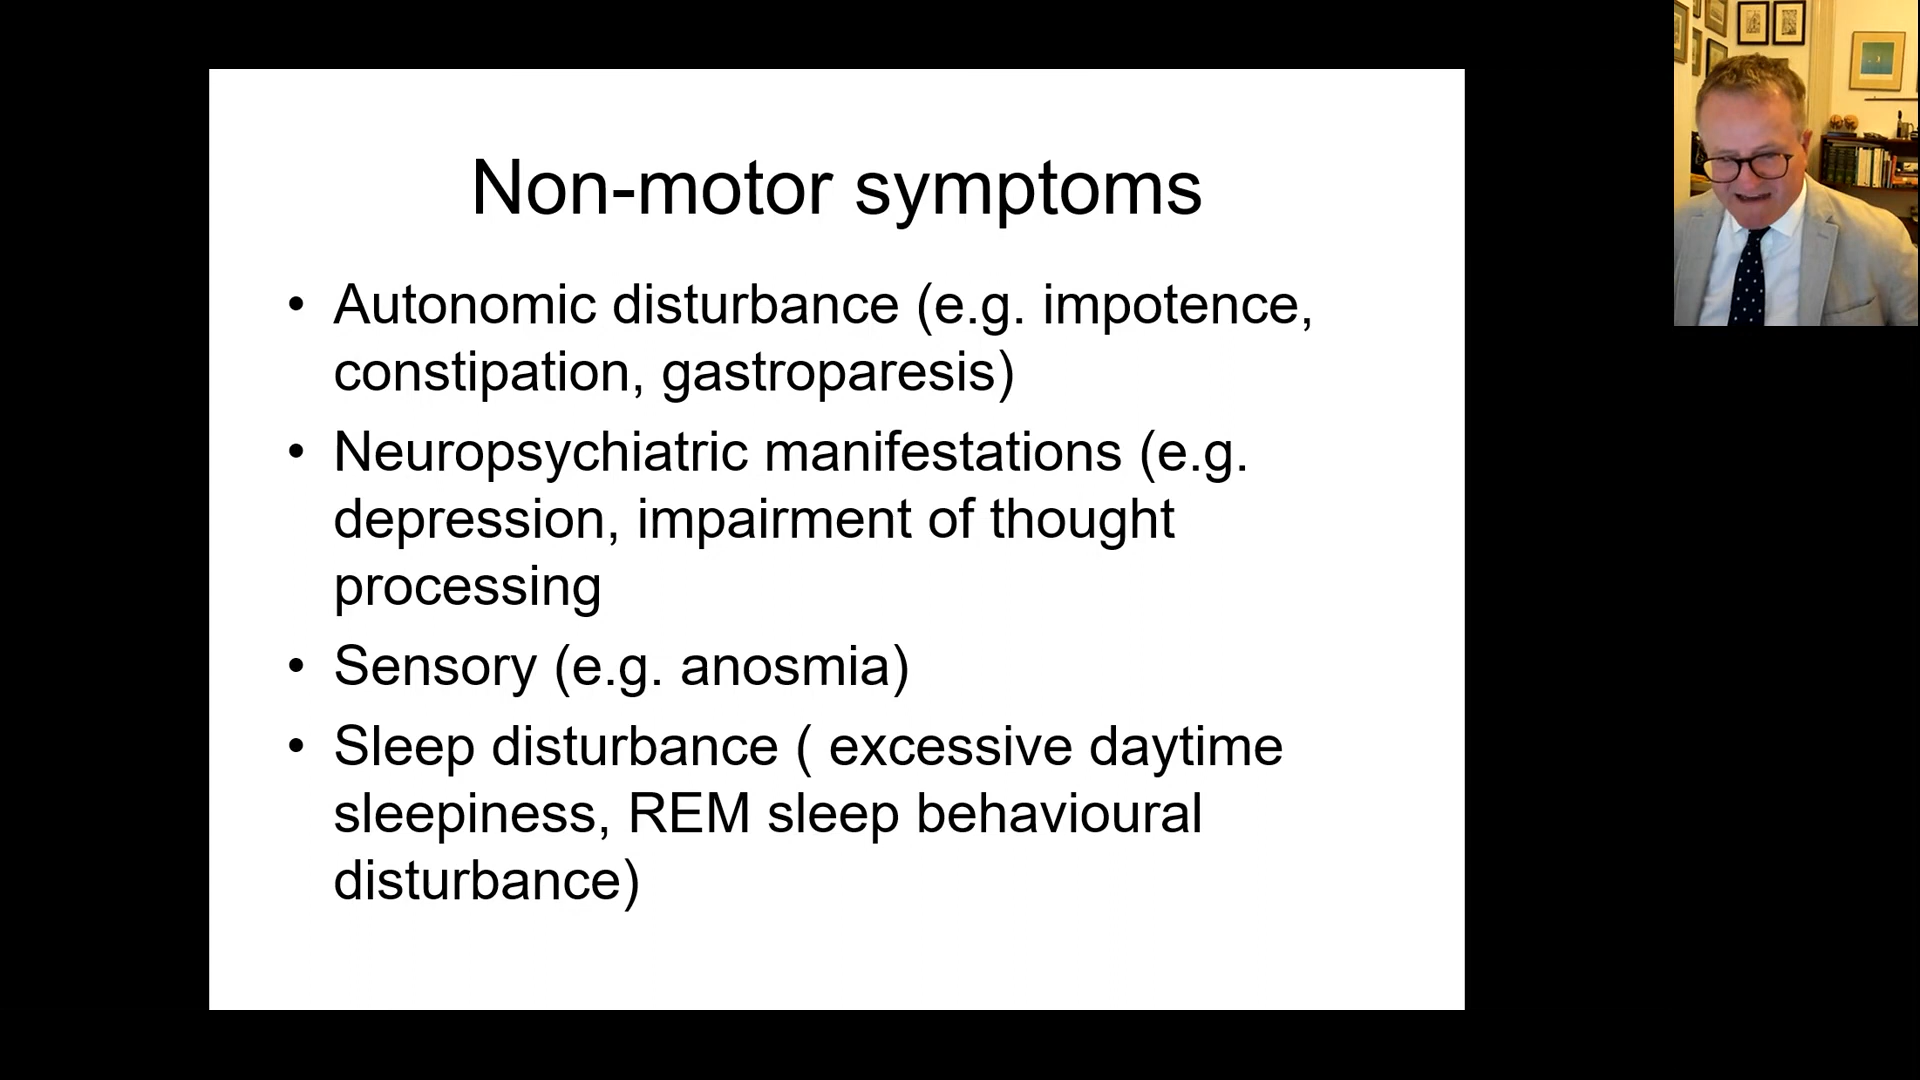 Non-motor symptoms
• Autonomic disturbance (e.g. impotence,
constipation, gastroparesis)
• Neuropsychiatric manifestations (e.g.
depression, impairment of thought
processing
• Sensory (e.g. anosmia)
• Sleep disturbance ( excessive daytime
sleepiness, REM sleep behavioural
disturbance)